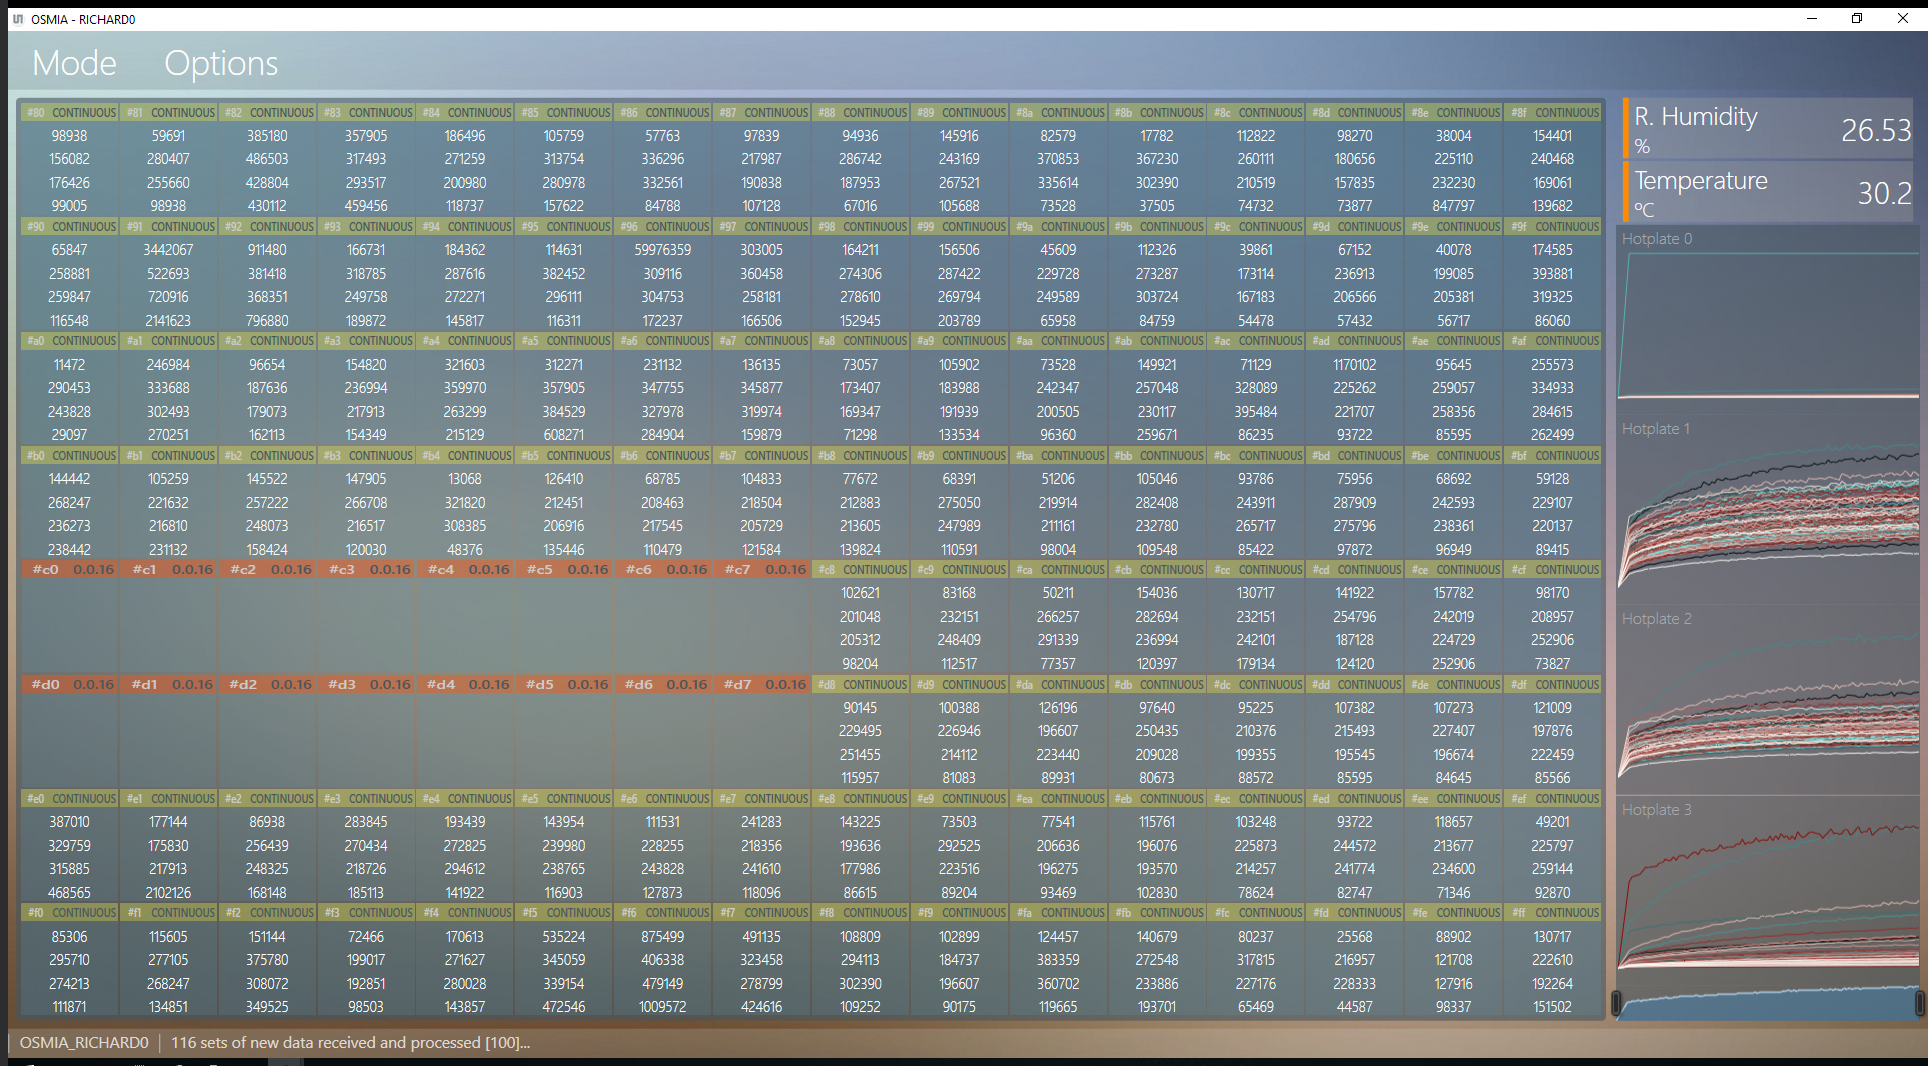 OSMIA - RICHARD0
Mode Options
#80 CONTINUOUS #81 CONTINUOUS #82 CONTINUOUS #83 CONTINUOUS #84 CONTINUOUS #85 CONTINUOUS #86 CONTINUOUS #87 CONTINUOUS #88 CONTINUOUS #89 CONTINUOUS #8a CONTINUOUS #8b CONTINUOUS #8c CONTINUOUS #8d CONTINUOUS #8e CONTINUOUS #8f CONTINUOUS
98938 59691 385180 357905 186496 105759 57763 97839 94936 145916 82579 17782 112822 98270 38004 154401
156082 280407 486503 317493 271259 313754 336296 217987 286742 243169 370853 367230 260111 180656 225110 240468
176426 255660 428804 293517 200980 280978 332561 190838 187953 267521 335614 302390 210519 157835 232230 169061
99005 98938 430112 459456 118737 157622 84788 107128 67016 105688 73528 37505 74732 73877 847797 139682
#90 CONTINUOUS #91 CONTINUOUS #92 CONTINUOUS #93 CONTINUOUS #94 CONTINUOUS #95 CONTINUOUS #96 CONTINUOUS #97 CONTINUOUS #98 CONTINUOUS #99 CONTINUOUS #9a CONTINUOUS #9b CONTINUOUS #9c CONTINUOUS #9d CONTINUOUS #9e CONTINUOUS #9f CONTINUOUS
65847 3442067 911480 166731 184362 114631 59976359 303005 164211 156506 45609 112326 39861 67152 40078 174585
258881 522693 381418 318785 287616 382452 309116 360458 274306 287422 229728 273287 173114 236913 199085 393881
259847 720916 368351 249758 272271 296111 304753 258181 278610 269794 249589 303724 167183 206566 205381 319325
116548 2141623 796880 189872 145817 116311 172237 166506 152945 203789 65958 84759 54478 57432 56717 86060
#a0 CONTINUOUS #a1 CONTINUOUS #a2 CONTINUOUS #a3 CONTINUOUS #a4 CONTINUOUS #a5 CONTINUOUS #a6 CONTINUOUS #a7 CONTINUOUS #a8 CONTINUOUS #a9 CONTINUOUS #aa CONTINUOUS #ab CONTINUOUS #ac CONTINUOUS #ad CONTINUOUS #ae CONTINUOUS #af CONTINUOUS
11472 246984 96654 154820 321603 312271 231132 136135 73057 105902 73528 149921 71129 1170102 95645 255573
290453 333688 187636 236994 359970 357905 347755 345877 173407 183988 242347 257048 328089 225262 259057 334933
243828 302493 179073 217913 263299 384529 327978 319974 169347 191939 200505 230117 395484 221707 258356 284615
29097 270251 162113 154349 215129 608271 284904 159879 71298 133534 96360 259671 86235 93722 85595 262499
#b0 CONTINUOUS #b1 CONTINUOUS #b2 CONTINUOUS #b3 CONTINUOUS #b4 CONTINUOUS #b5 CONTINUOUS #b6 CONTINUOUS #b7 CONTINUOUS #b8 CONTINUOUS #b9 CONTINUOUS #ba CONTINUOUS #bb CONTINUOUS #bc CONTINUOUS #bd CONTINUOUS #be CONTINUOUS #bf CONTINUOUS
144442 105259 145522 147905 13068 126410 68785 104833 77672 68391 51206 105046 93786 75956 68692 59128
268247 221632 257222 266708 321820 212451 208463 218504 212883 275050 219914 282408 243911 287909 242593 229107
236273 216810 248073 216517 308385 206916 217545 205729 213605 247989 211161 232780 265717 275796 238361 220137
238442 231132 158424 120030 48376 135446 110479 121584 139824 110591 98004 109548 85422 97872 96949 89415
#c0 0.0.16 #c1 0.0.16 #c2 0.0.16 #c3 0.0.16 #c4 0.0.16 #c5 0.0.16 #c6 0.0.16 #c7 0.0.16 #c8 CONTINUOUS #c9 CONTINUOUS #ca CONTINUOUS #cb CONTINUOUS #cc CONTINUOUS #cd CONTINUOUS #ce CONTINUOUS #cf CONTINUOUS
102621 83168 50211 154036 130717 141922 157782 98170
201048 232151 266257 282694 232151 254796 242019 208957
205312 248409 291339 236994 242101 187128 224729 252906
98204 112517 77357 120397 179134 124120 252906 73827
#d0 0.0.16 #d1 0.0.16 #d2 0.0.16 #d3 0.0.16 #d4 0.0.16 #d5 0.0.16 #d6 0.0.16 #d7 0.0.16 #d8 CONTINUOUS #d9 CONTINUOUS #da CONTINUOUS #db CONTINUOUS #dc CONTINUOUS #dd CONTINUOUS #de CONTINUOUS #df CONTINUOUS
90145 100388 126196 97640 95225 107382 107273 121009
229495 226946 196607 250435 210376 215493 227407 197876
251455 214112 223440 209028 199355 195545 196674 222459
115957 81083 89931 80673 88572 85595 84645 85566
#e0 CONTINUOUS #e1 CONTINUOUS #e2 CONTINUOUS #e3 CONTINUOUS #e4 CONTINUOUS #e5 CONTINUOUS #e6 CONTINUOUS #e7 CONTINUOUS #e8 CONTINUOUS #e9 CONTINUOUS #ea CONTINUOUS #eb CONTINUOUS #ec CONTINUOUS #ed CONTINUOUS #ee CONTINUOUS #ef CONTINUOUS
387010 177144 86938 283845 193439 143954 111531 241283 143225 73503 77541 115761 103248 93722 118657 49201
329759 175830 256439 270434 272825 239980 228255 218356 193636 292525 206636 196076 225873 244572 213677 225797
315885 217913 248325 218726 294612 238765 243828 241610 177986 223516 196275 193570 214257 241774 234600 259144
468565 2102126 168148 185113 141922 116903 127873 118096 86615 89204 93469 102830 78624 82747 71346 92870
#f0 CONTINUOUS #f1 CONTINUOUS #f2 CONTINUOUS #f3 CONTINUOUS #f4 CONTINUOUS #f5 CONTINUOUS #f6 CONTINUOUS #f7 CONTINUOUS #f8 CONTINUOUS #f9 CONTINUOUS #fa CONTINUOUS #fb CONTINUOUS #fc CONTINUOUS #fd CONTINUOUS #fe CONTINUOUS #ff CONTINUOUS
85306 115605 151144 72466 170613 535224 875499 491135 108809 102899 124457 140679 80237 25568 88902 130717
295710 277105 375780 199017 271627 345059 406338 323458 294113 184737 383359 272548 317815 216957 121708 222610
274213 268247 308072 192851 280028 339154 479149 278799 302390 196607 360702 233886 227176 228333 127916 192264
111871 134851 349525 98503 143857 472546 1009572 424616 109252 90175 119665 193701 65469 44587 98337 151502
R. Humidity
% 26.53
Temperature
ºC 30.2
Hotplate 0
Hotplate 1
Hotplate 2
Hotplate 3
OSMIA_RICHARD0 116 sets of new data received and processed [100]...